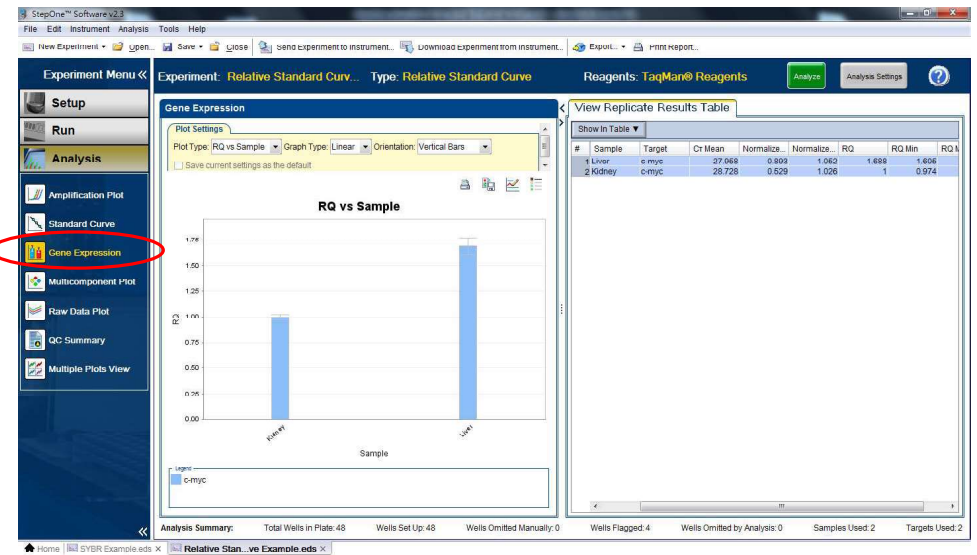 StepOne™ Software v2.3
File Edit Instrument Analysis Tools Help
New Experiment Open... Save Close Send Experiment to Instrument... Download Experiment from Instrument... Export... Print Report...
Experiment Menu «
Experiment: Relative Standard Curv... Type: Relative Standard Curve Reagents: TaqMan® Reagents
Analyze Analysis Settings ?
Setup
Run
Analysis
Amplification Plot
Standard Curve
Gene Expression
Multicomponent Plot
Raw Data Plot
QC Summary
Multiple Plots View
«
Gene Expression
Plot Settings
Plot Type: RQ vs Sample Graph Type: Linear Orientation: Vertical Bars
Save current settings as the default
RQ vs Sample
1.75
1.50
1.25
1.00
0.75
0.50
0.25
0.00
RQ
Kidney Liver
Sample
Legend
c-myc
View Replicate Results Table
Show In Table ▼
# Sample Target Cт Mean Normalize... Normalize... RQ RQ Min RQ M
1 Liver c-myc 27.069 0.893 1.062 1.688 1.606
2 Kidney c-myc 28.728 0.529 1.026 1 0.974
Analysis Summary: Total Wells in Plate: 48 Wells Set Up: 48 Wells Omitted Manually: 0 Wells Flagged: 4 Wells Omitted by Analysis: 0 Samples Used: 2 Targets Used: 2
Home SYBR Example.eds × Relative Stan...ve Example.eds ×